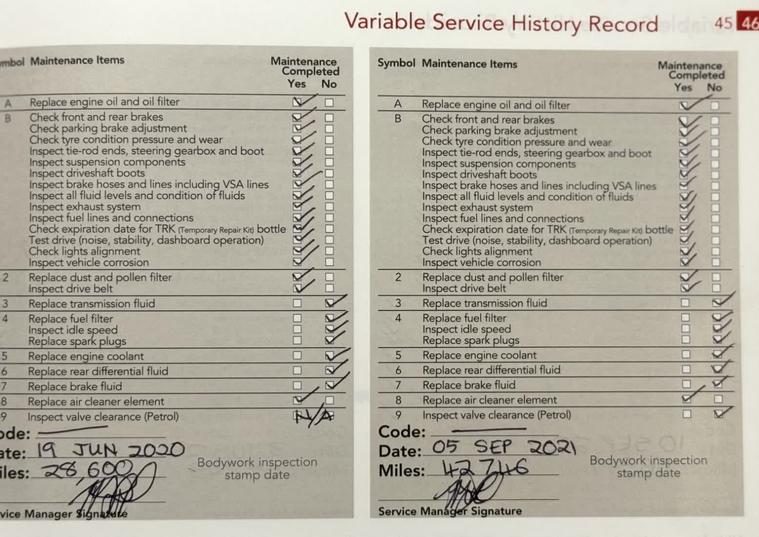 Variable Service History Record 45 46
mbol Maintenance Items Maintenance Completed Yes No
A Replace engine oil and oil filter
B Check front and rear brakes
Check parking brake adjustment
Check tyre condition pressure and wear
Inspect tie-rod ends, steering gearbox and boot
Inspect suspension components
Inspect driveshaft boots
Inspect brake hoses and lines including VSA lines
Inspect all fluid levels and condition of fluids
Inspect exhaust system
Inspect fuel lines and connections
Check expiration date for TRK (Temporary Repair Kit) bottle
Test drive (noise, stability, dashboard operation)
Check lights alignment
Inspect vehicle corrosion
2 Replace dust and pollen filter
Inspect drive belt
3 Replace transmission fluid
4 Replace fuel filter
Inspect idle speed
Replace spark plugs
5 Replace engine coolant
6 Replace rear differential fluid
7 Replace brake fluid
8 Replace air cleaner element
9 Inspect valve clearance (Petrol) N/A
ode:
ate: 19 JUN 2020
iles: 28,600
Bodywork inspection
stamp date
vice Manager Signature
Symbol Maintenance Items Maintenance Completed Yes No
A Replace engine oil and oil filter
B Check front and rear brakes
Check parking brake adjustment
Check tyre condition pressure and wear
Inspect tie-rod ends, steering gearbox and boot
Inspect suspension components
Inspect driveshaft boots
Inspect brake hoses and lines including VSA lines
Inspect all fluid levels and condition of fluids
Inspect exhaust system
Inspect fuel lines and connections
Check expiration date for TRK (Temporary Repair Kit) bottle
Test drive (noise, stability, dashboard operation)
Check lights alignment
Inspect vehicle corrosion
2 Replace dust and pollen filter
Inspect drive belt
3 Replace transmission fluid
4 Replace fuel filter
Inspect idle speed
Replace spark plugs
5 Replace engine coolant
6 Replace rear differential fluid
7 Replace brake fluid
8 Replace air cleaner element
9 Inspect valve clearance (Petrol)
Code:
Date: 05 SEP 2021
Miles: 42746
Bodywork inspection
stamp date
Service Manager Signature